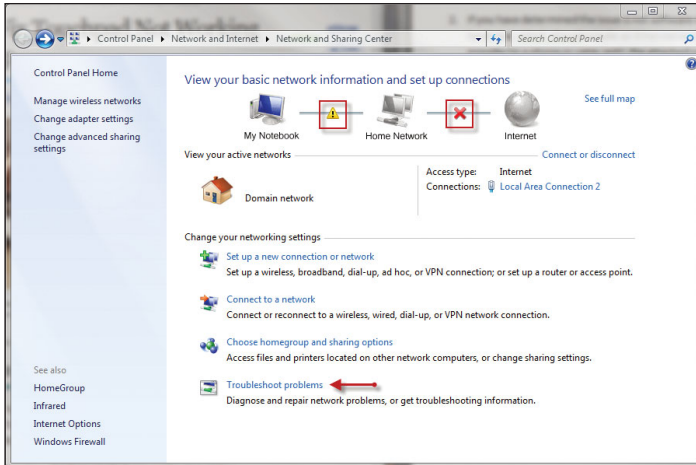 Control Panel ▸ Network and Internet ▸ Network and Sharing Center
Search Control Panel
Control Panel Home
Manage wireless networks
Change adapter settings
Change advanced sharing
settings
See also
HomeGroup
Infrared
Internet Options
Windows Firewall
View your basic network information and set up connections
See full map
My Notebook
Home Network
Internet
View your active networks
Connect or disconnect
Domain network
Access type: Internet
Connections: Local Area Connection 2
Change your networking settings
Set up a new connection or network
Set up a wireless, broadband, dial-up, ad hoc, or VPN connection; or set up a router or access point.
Connect to a network
Connect or reconnect to a wireless, wired, dial-up, or VPN network connection.
Choose homegroup and sharing options
Access files and printers located on other network computers, or change sharing settings.
Troubleshoot problems
Diagnose and repair network problems, or get troubleshooting information.